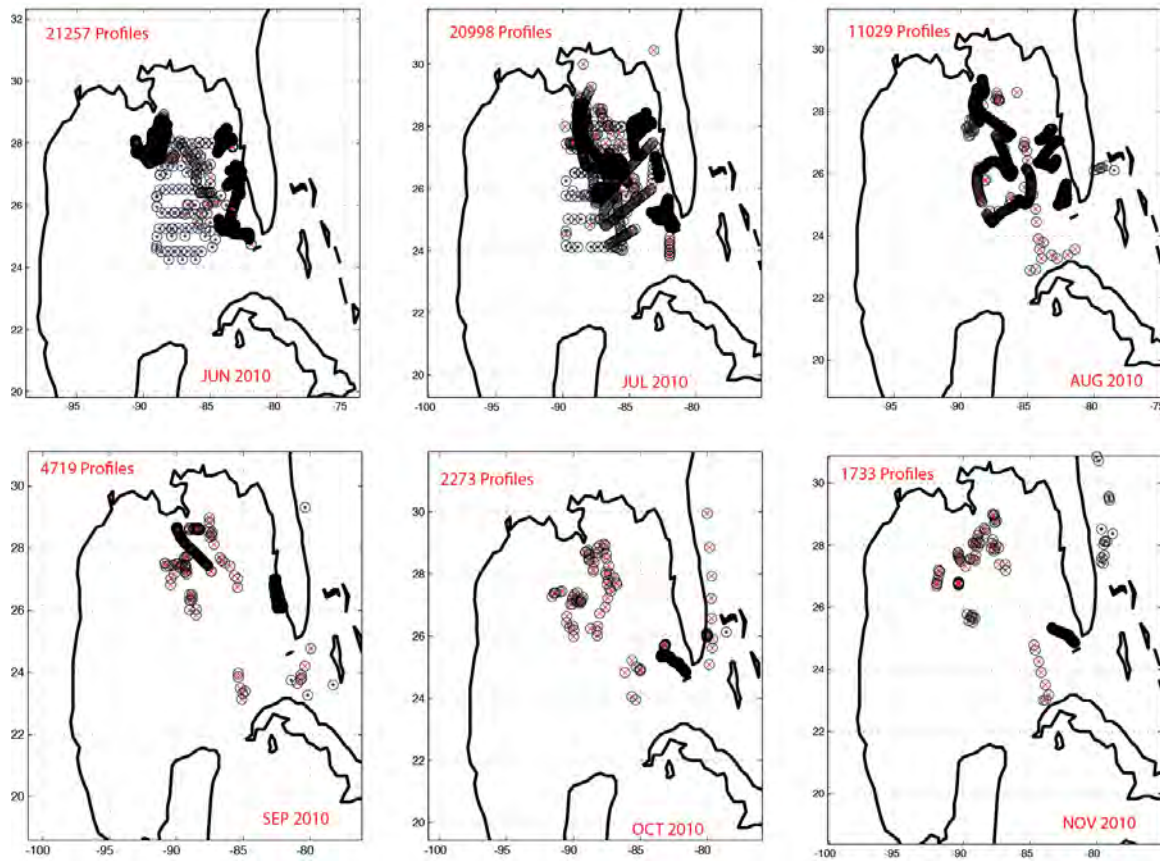 32
21257 Profiles
30
28
26
24
22
20
JUN 2010
-95 -90 -85 -80 -75
20998 Profiles
30
28
26
24
22
20
JUL 2010
-100 -95 -90 -85 -80
11029 Profiles
30
28
26
24
22
20
AUG 2010
-95 -90 -85 -80 -75
4719 Profiles
30
28
26
24
22
20
SEP 2010
-100 -95 -90 -85 -80
2273 Profiles
30
28
26
24
22
20
OCT 2010
-100 -95 -90 -85 -80
1733 Profiles
30
28
26
24
22
20
NOV 2010
-100 -95 -90 -85 -80